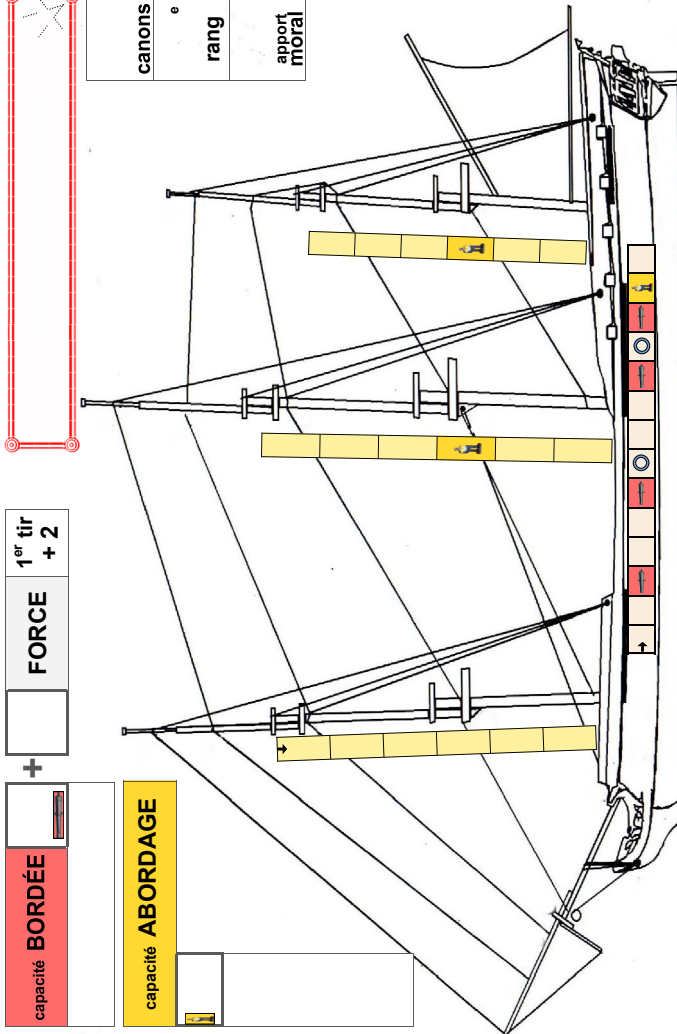 capacité BORDÉE
+
FORCE
1er tir
+ 2
capacité ABORDAGE
canons
e
rang
apport
moral